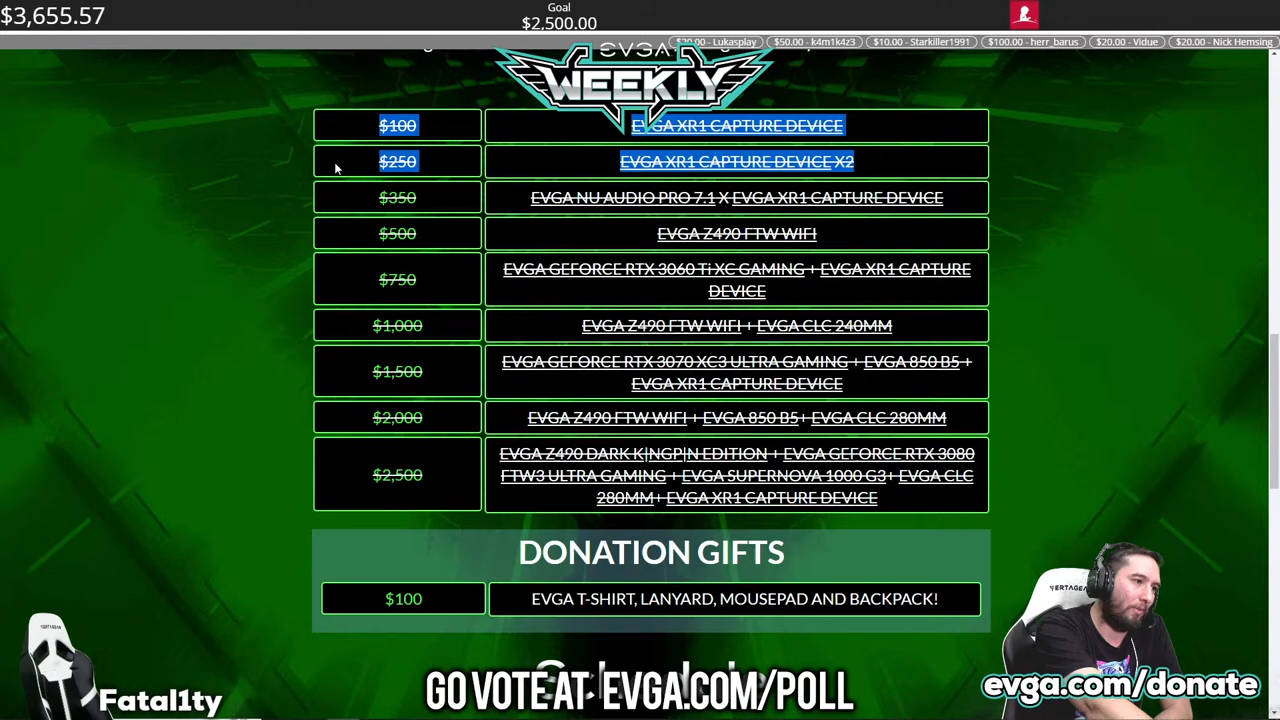 $3,655.57
Goal
$2,500.00
$20.00 - Lukasplay $50.00 - k4m1k4z3 $10.00 - Starkiller1991 $100.00 - herr_barus $20.00 - Vidue $20.00 - Nick Hemsing
EVGA
WEEKLY
$100 EVGA XR1 CAPTURE DEVICE
$250 EVGA XR1 CAPTURE DEVICE X2
$350 EVGA NU AUDIO PRO 7.1 X EVGA XR1 CAPTURE DEVICE
$500 EVGA Z490 FTW WIFI
$750 EVGA GEFORCE RTX 3060 Ti XC GAMING + EVGA XR1 CAPTURE
DEVICE
$1,000 EVGA Z490 FTW WIFI + EVGA CLC 240MM
$1,500 EVGA GEFORCE RTX 3070 XC3 ULTRA GAMING + EVGA 850 B5 +
EVGA XR1 CAPTURE DEVICE
$2,000 EVGA Z490 FTW WIFI + EVGA 850 B5+ EVGA CLC 280MM
$2,500 EVGA Z490 DARK K|NGP|N EDITION + EVGA GEFORCE RTX 3080
FTW3 ULTRA GAMING + EVGA SUPERNOVA 1000 G3+ EVGA CLC
280MM+ EVGA XR1 CAPTURE DEVICE
DONATION GIFTS
$100 EVGA T-SHIRT, LANYARD, MOUSEPAD AND BACKPACK!
VERTAGEAR
GO VOTE AT EVGA.COM/POLL
evga.com/donate
Fatal1ty